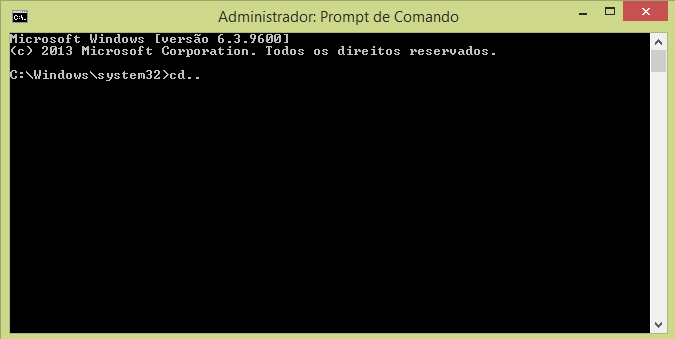 Administrador: Prompt de Comando
Microsoft Windows [versão 6.3.9600]
(c) 2013 Microsoft Corporation. Todos os direitos reservados.
C:\Windows\system32>cd..